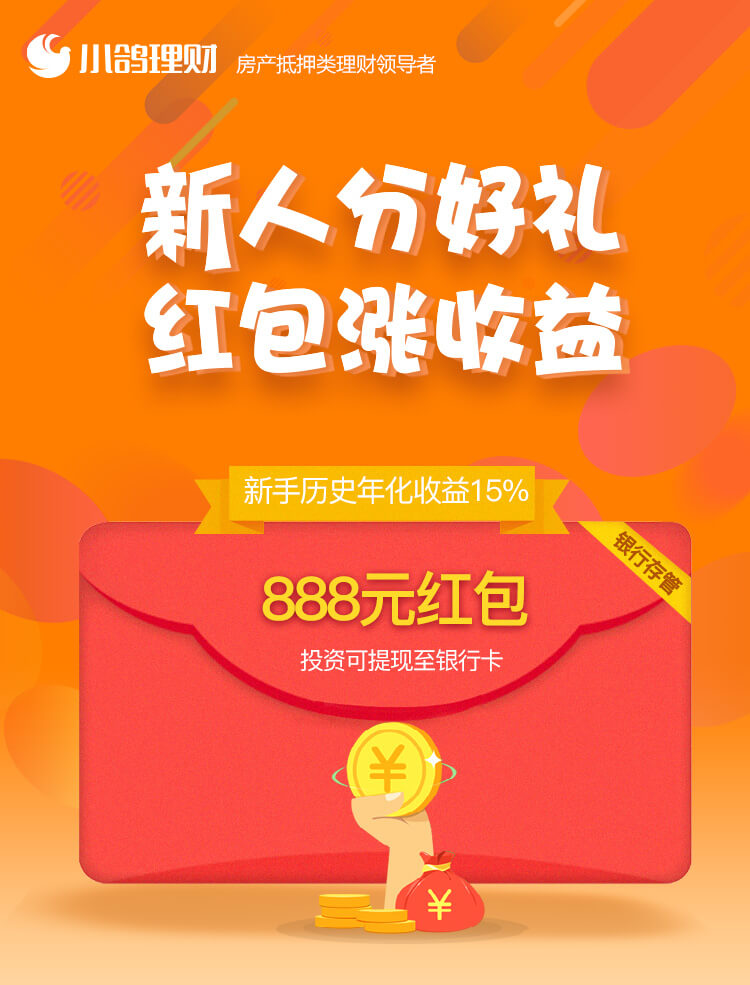 小鸽理财 房产抵押类理财领导者
新人分好礼
红包涨收益
新手历史年化收益15%
银行存管
888元红包
投资可提现至银行卡
¥
¥